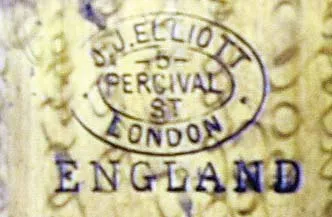 J.J.ELLIOTT
-5-
PERCIVAL
ST
LONDON
ENGLAND